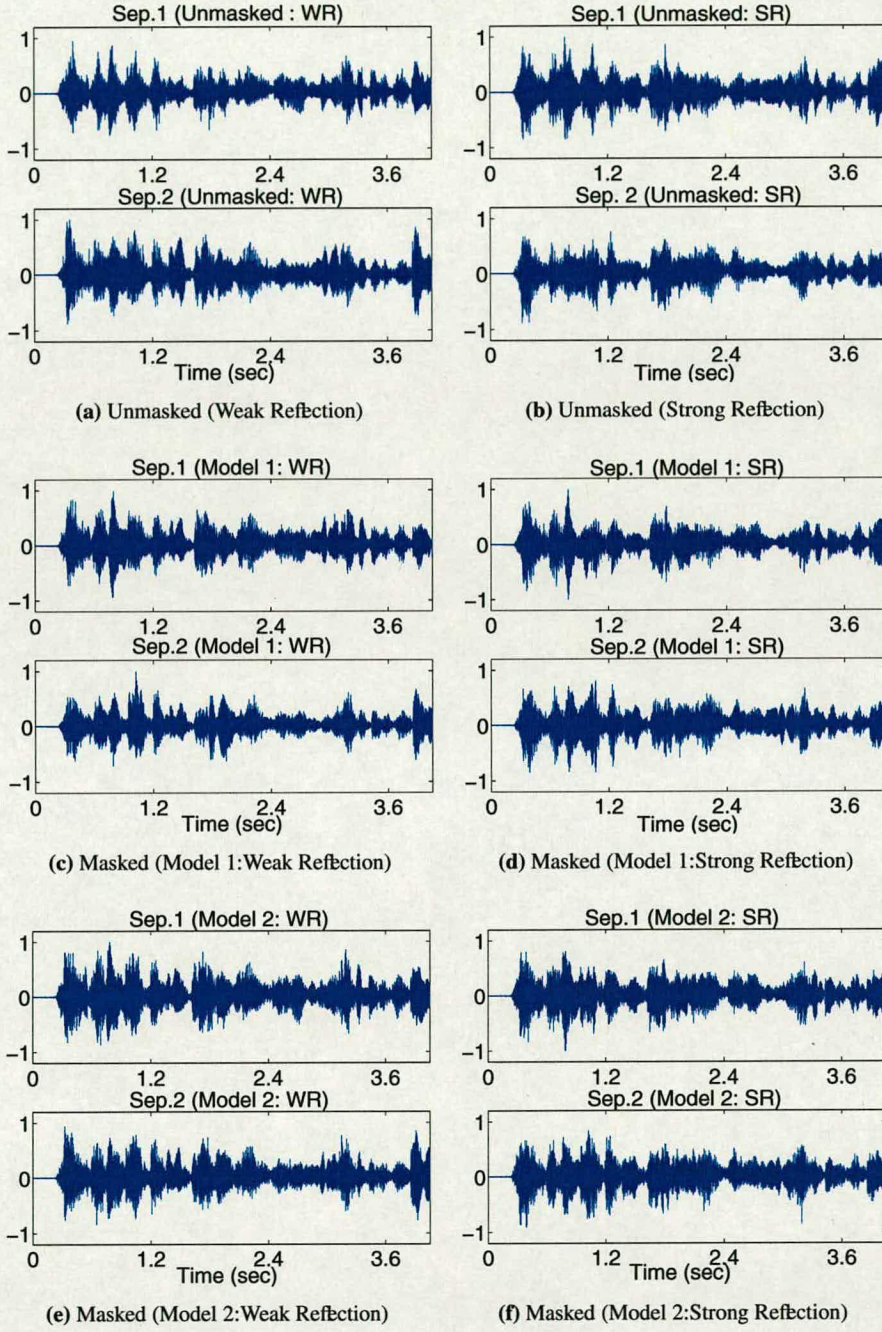 Sep.1 (Unmasked : WR)
1
0
−1
0 1.2 2.4 3.6
Sep.2 (Unmasked: WR)
1
0
−1
0 1.2 2.4 3.6
Time (sec)
(a) Unmasked (Weak Reflection)
Sep.1 (Unmasked: SR)
1
0
−1
0 1.2 2.4 3.6
Sep. 2 (Unmasked: SR)
1
0
−1
0 1.2 2.4 3.6
Time (sec)
(b) Unmasked (Strong Reflection)
Sep.1 (Model 1: WR)
1
0
−1
0 1.2 2.4 3.6
Sep.2 (Model 1: WR)
1
0
−1
0 1.2 2.4 3.6
Time (sec)
(c) Masked (Model 1:Weak Reflection)
Sep.1 (Model 1: SR)
1
0
−1
0 1.2 2.4 3.6
Sep.2 (Model 1: SR)
1
0
−1
0 1.2 2.4 3.6
Time (sec)
(d) Masked (Model 1:Strong Reflection)
Sep.1 (Model 2: WR)
1
0
−1
0 1.2 2.4 3.6
Sep.2 (Model 2: WR)
1
0
−1
0 1.2 2.4 3.6
Time (sec)
(e) Masked (Model 2:Weak Reflection)
Sep.1 (Model 2: SR)
1
0
−1
0 1.2 2.4 3.6
Sep.2 (Model 2: SR)
1
0
−1
0 1.2 2.4 3.6
Time (sec)
(f) Masked (Model 2:Strong Reflection)